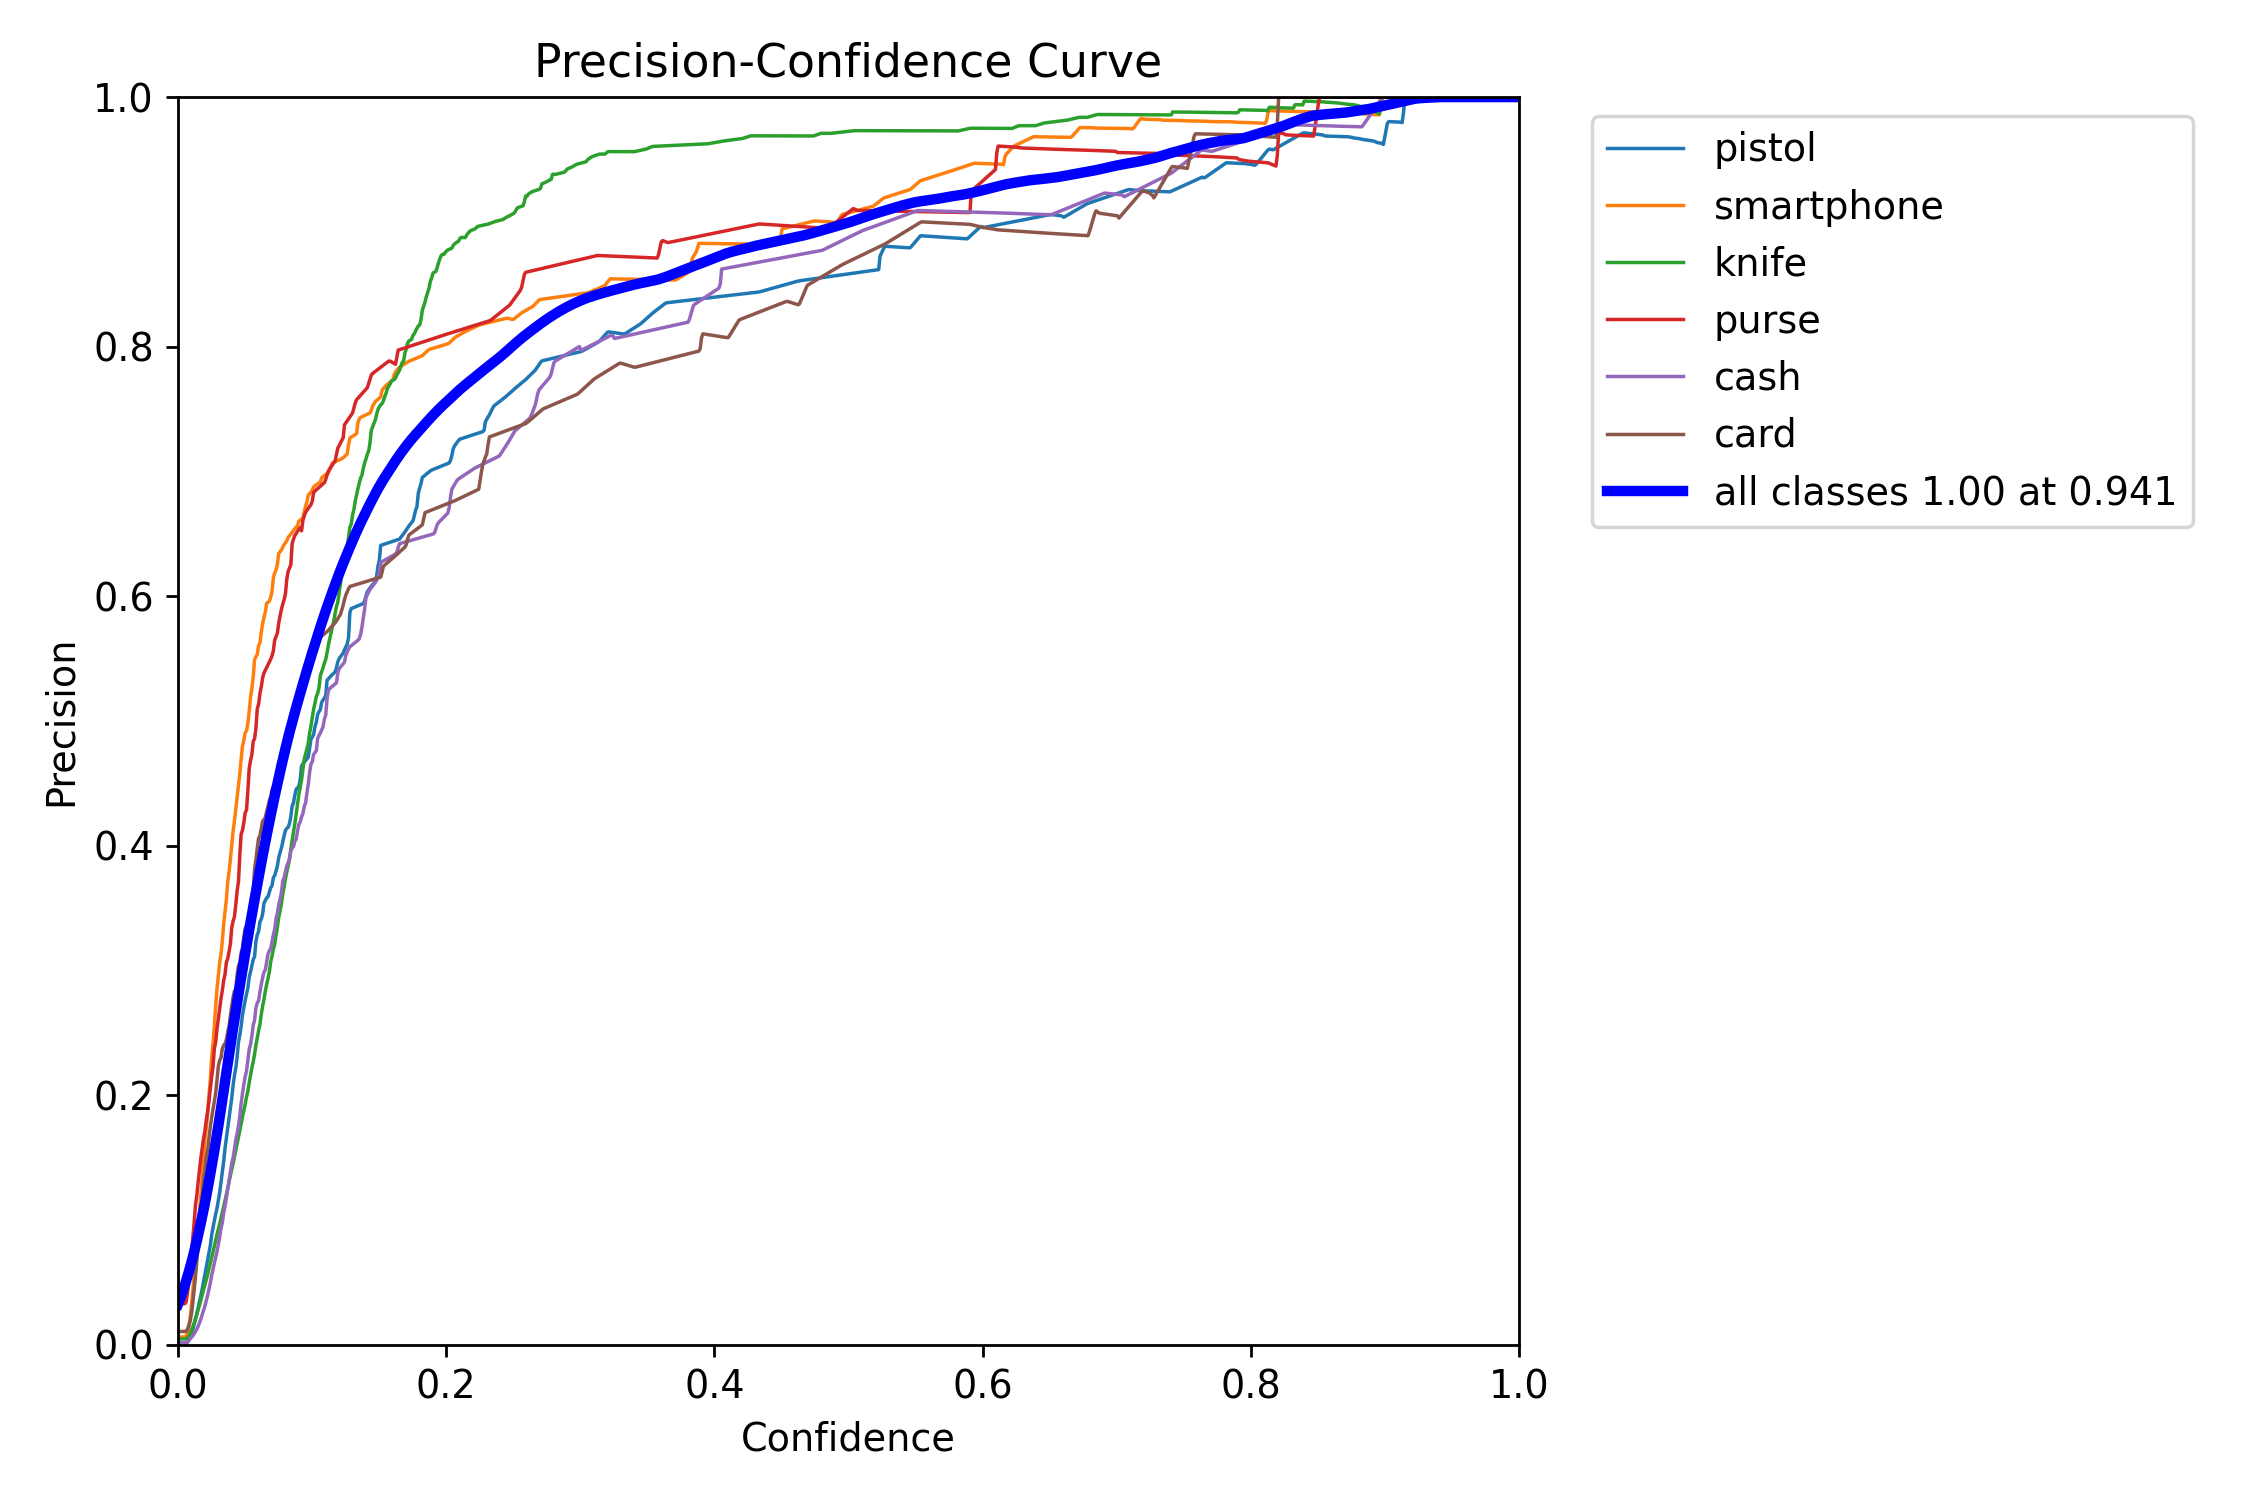 Precision-Confidence Curve
1.0
0.8
0.6
0.4
0.2
0.0
Precision
0.0 0.2 0.4 0.6 0.8 1.0
Confidence
pistol
smartphone
knife
purse
cash
card
all classes 1.00 at 0.941